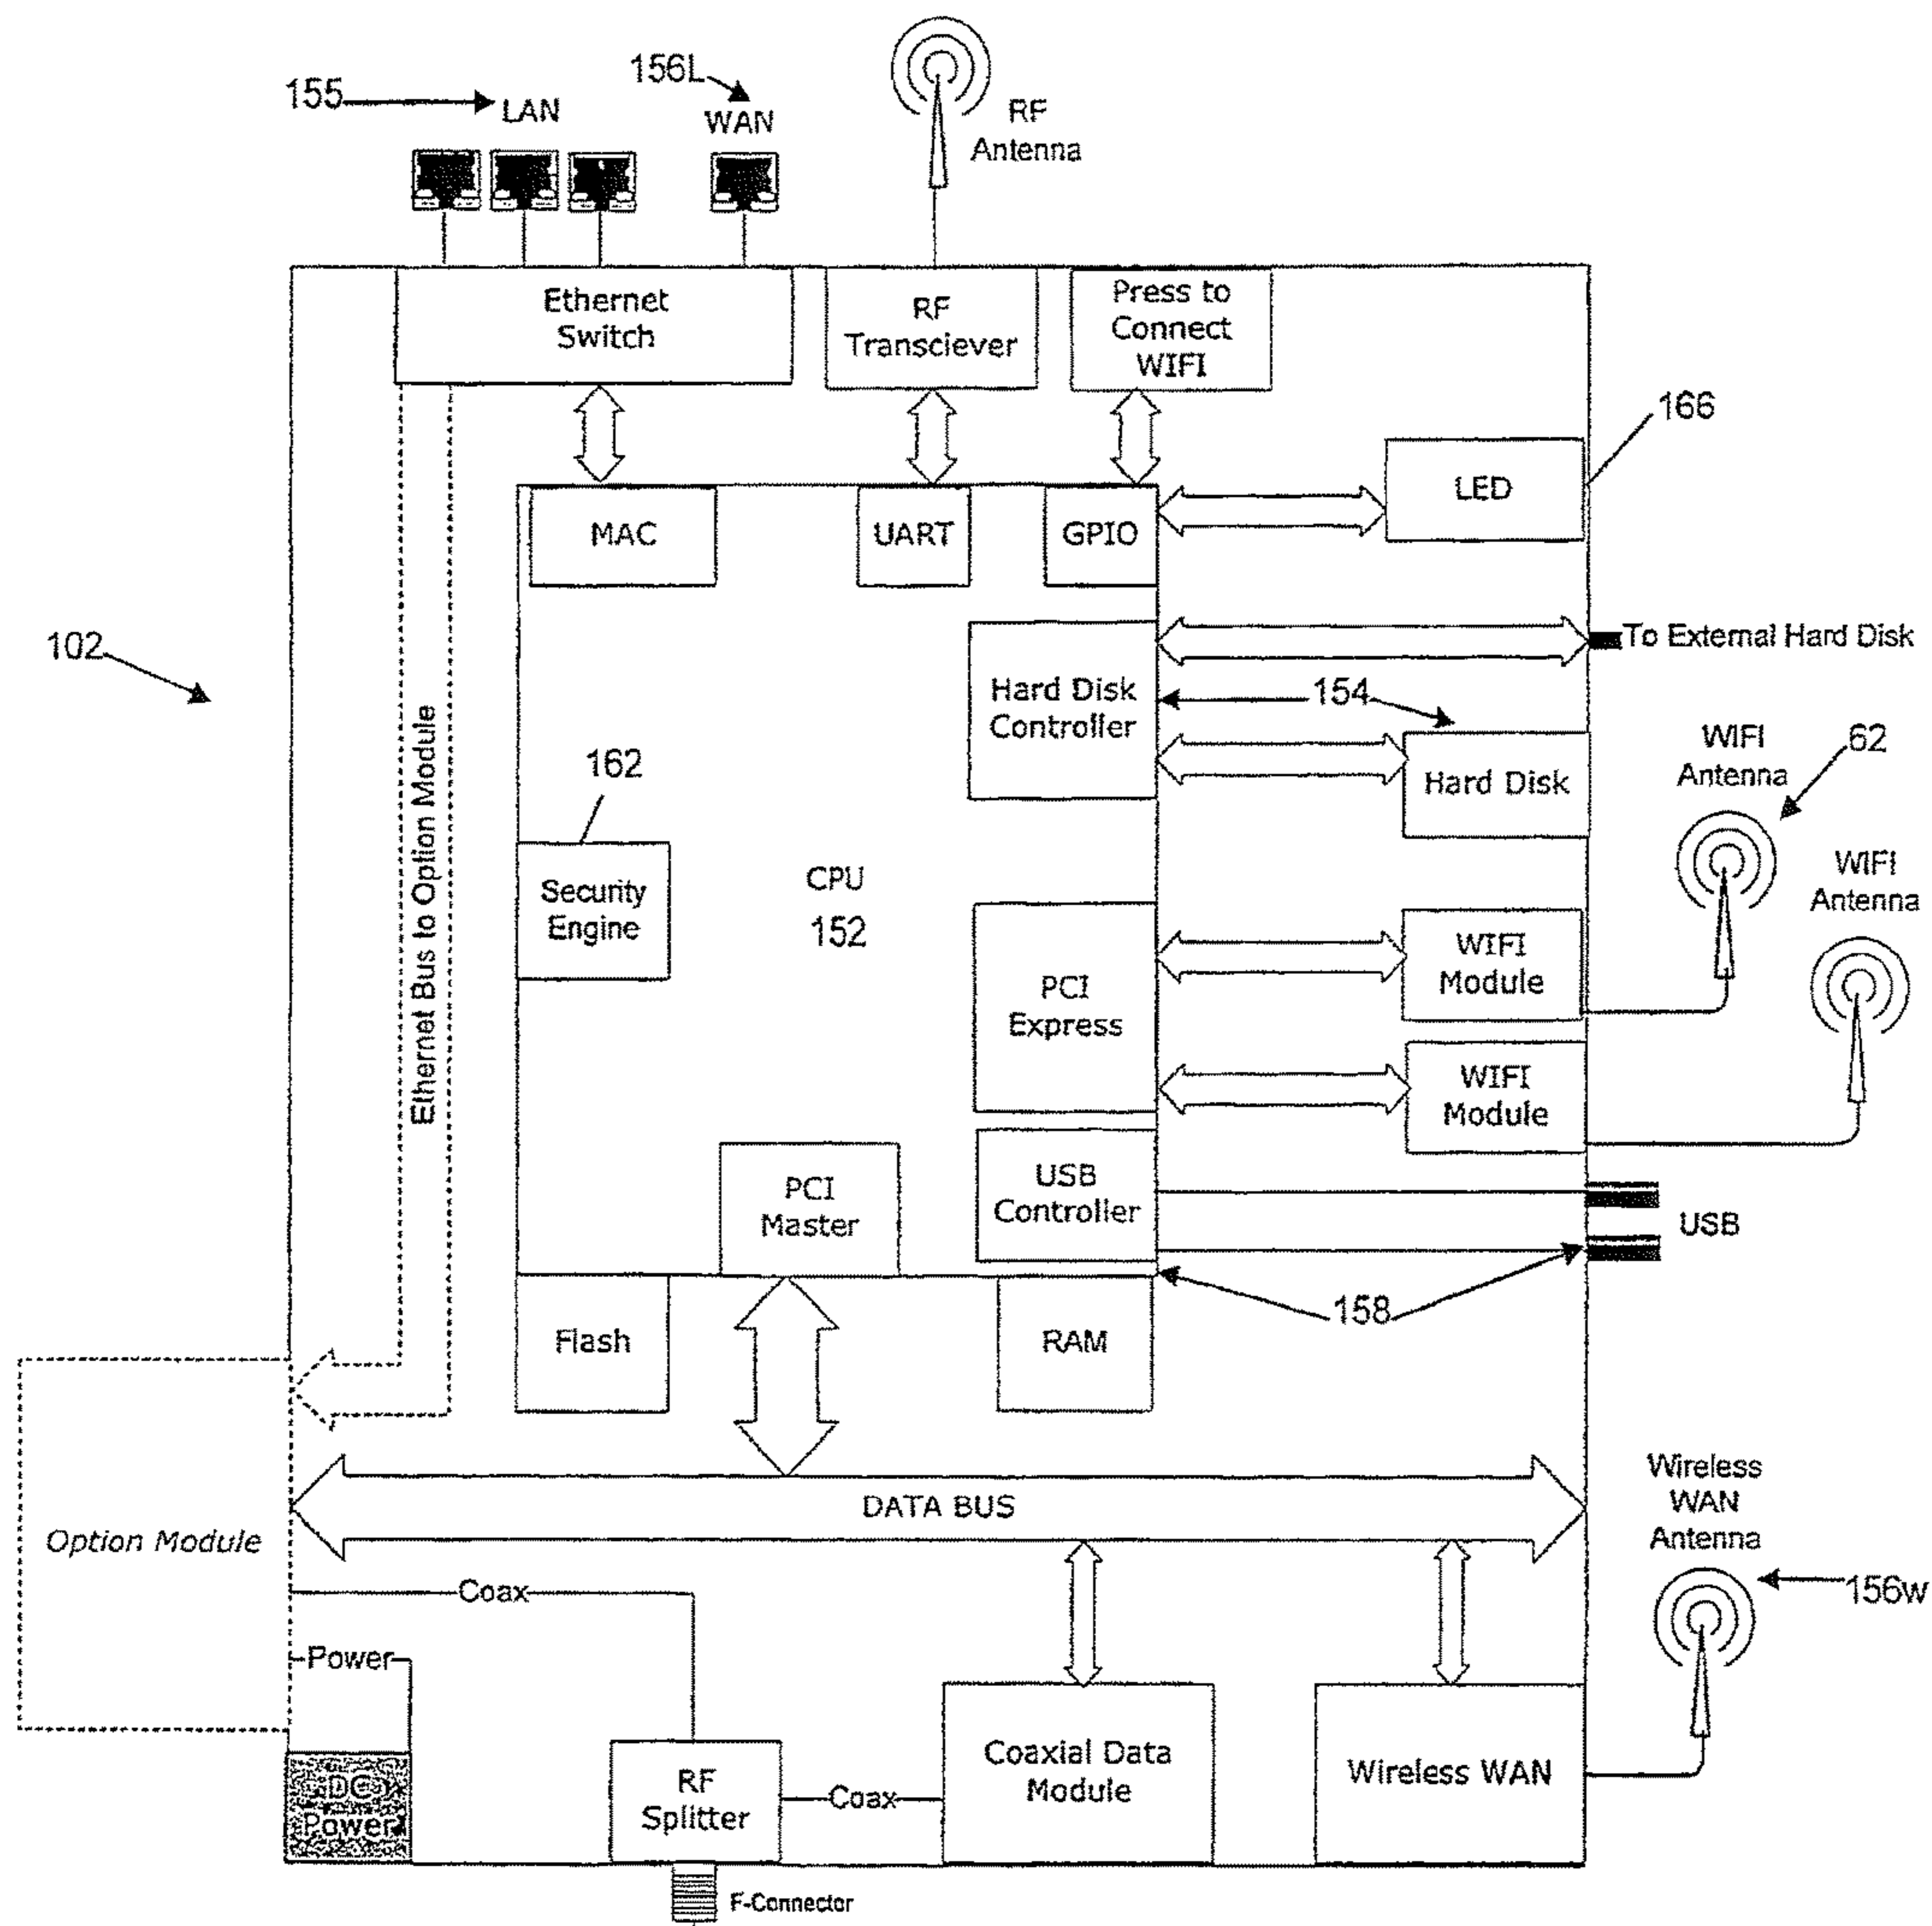 155
LAN
156L
WAN
RF
Antenna
Ethernet
Switch
RF
Transciever
Press to
Connect
WIFI
166
LED
MAC
UART
GPIO
102
To External Hard Disk
Hard Disk
Controller
154
Hard Disk
WIFI
Antenna
62
WIFI
Antenna
Ethernet Bus to Option Module
162
Security
Engine
CPU
152
PCI
Express
WIFI
Module
WIFI
Module
PCI
Master
USB
Controller
USB
158
Flash
RAM
DATA BUS
Wireless
WAN
Antenna
156w
Option Module
Coax
Power
DC
Power
RF
Splitter
Coax
Coaxial Data
Module
Wireless WAN
F-Connector